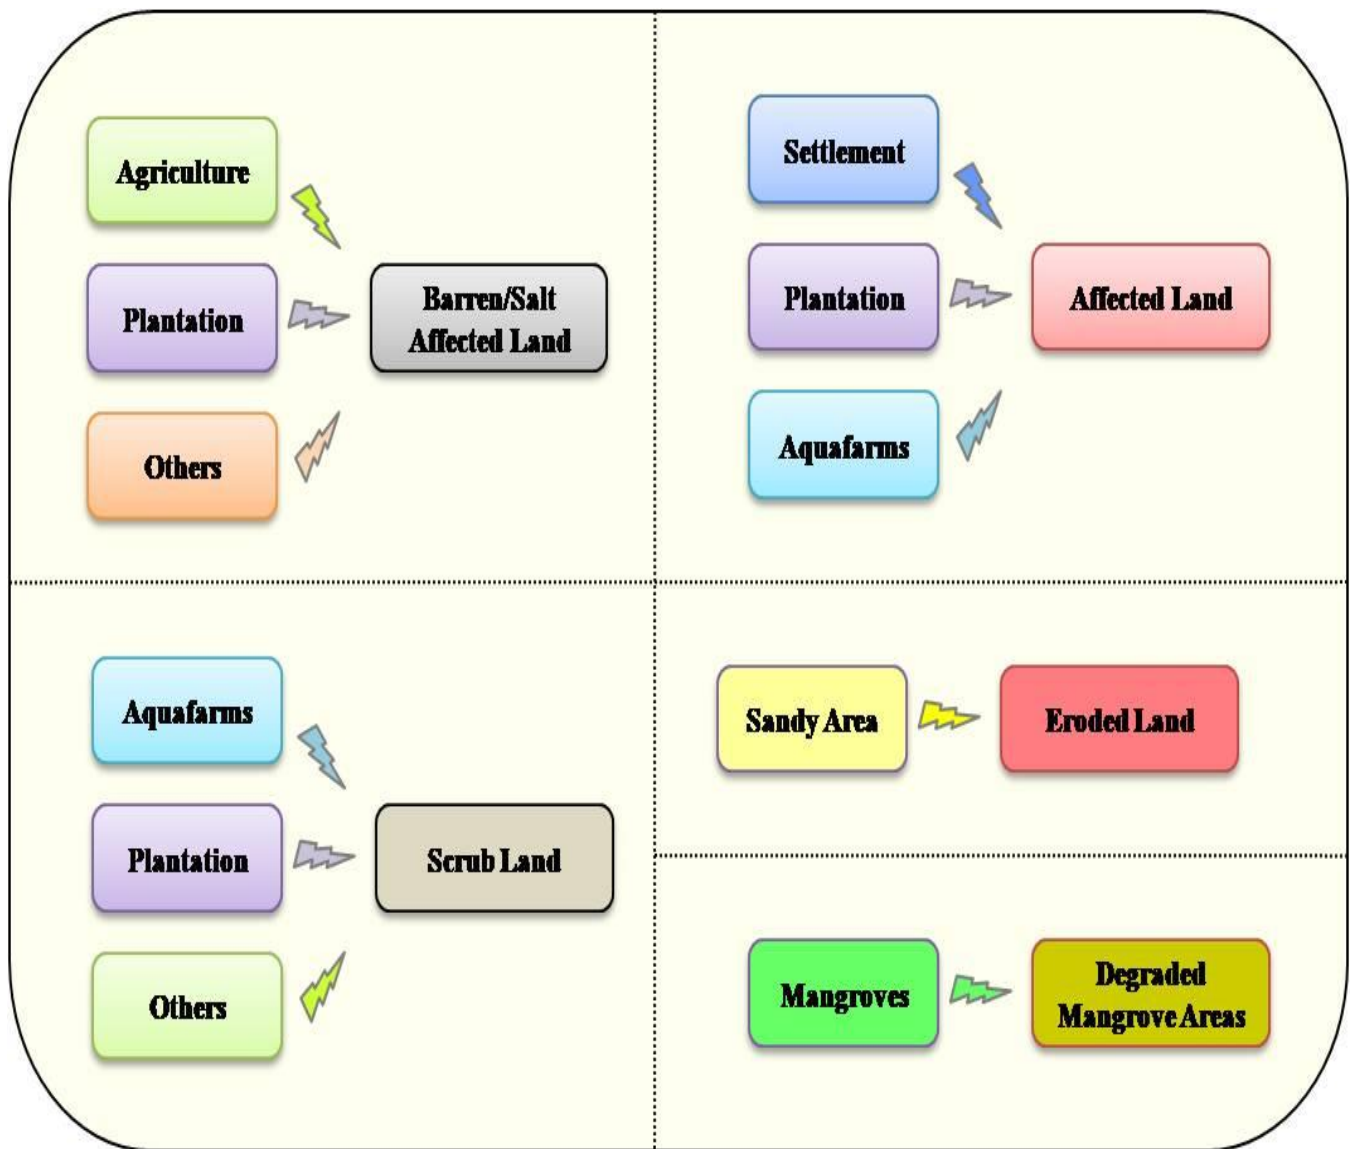 Agriculture
Plantation
Others
Barren/Salt
Affected Land
Settlement
Plantation
Aquafarms
Affected Land
Aquafarms
Plantation
Others
Scrub Land
Sandy Area
Eroded Land
Mangroves
Degraded
Mangrove Areas